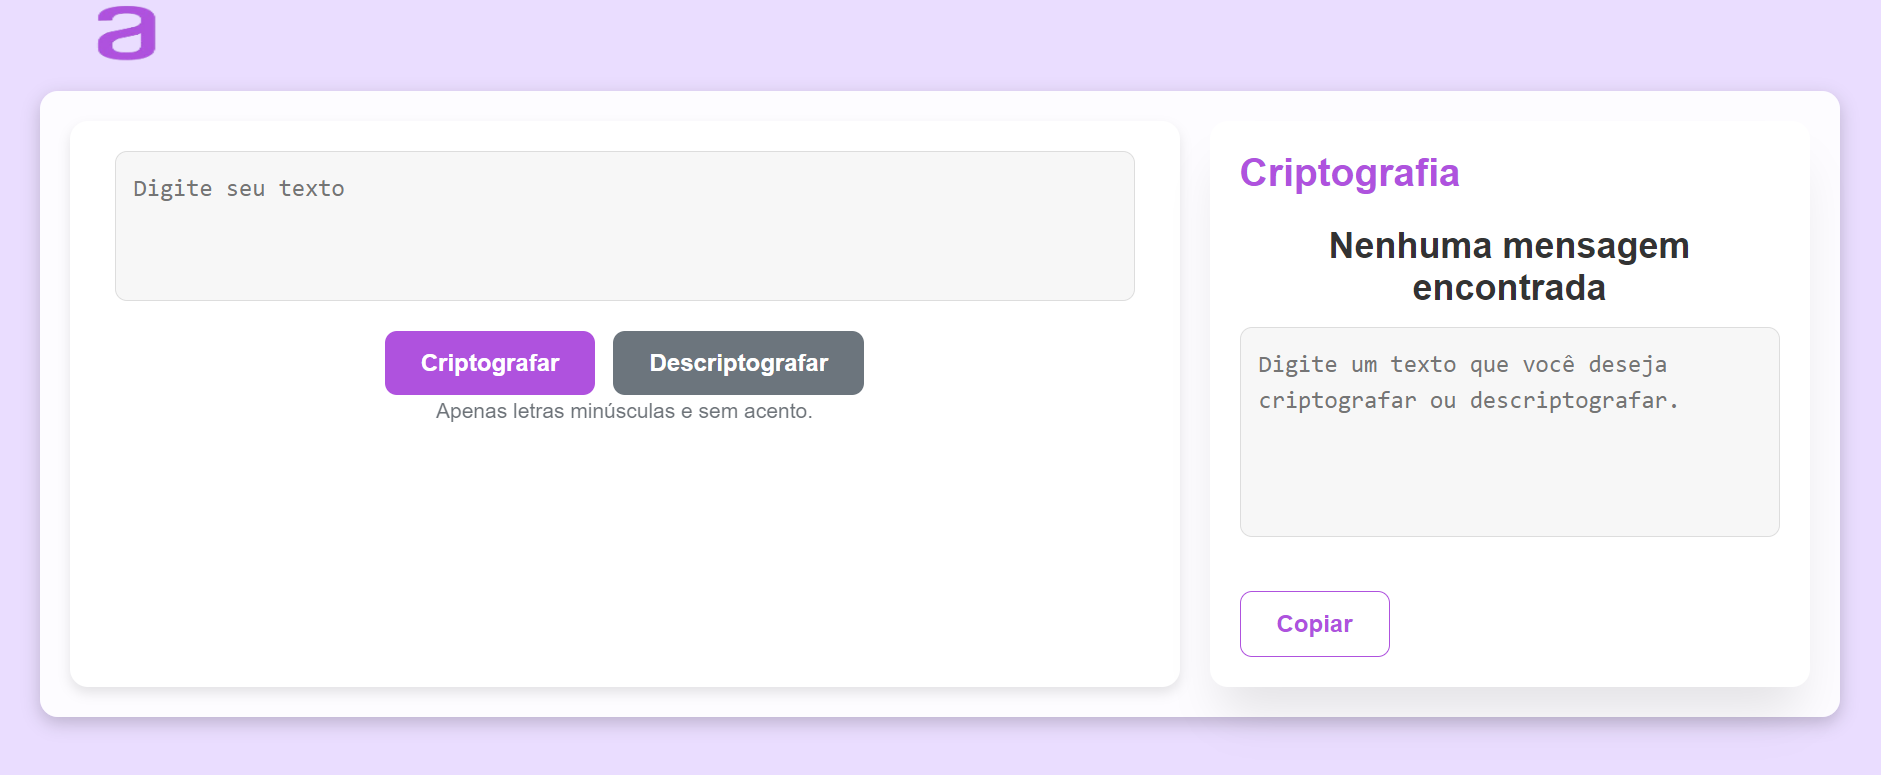 a
Digite seu texto
Criptografar
Descriptografar
Apenas letras minúsculas e sem acento.
Criptografia
Nenhuma mensagem
encontrada
Digite um texto que você deseja
criptografar ou descriptografar.
Copiar